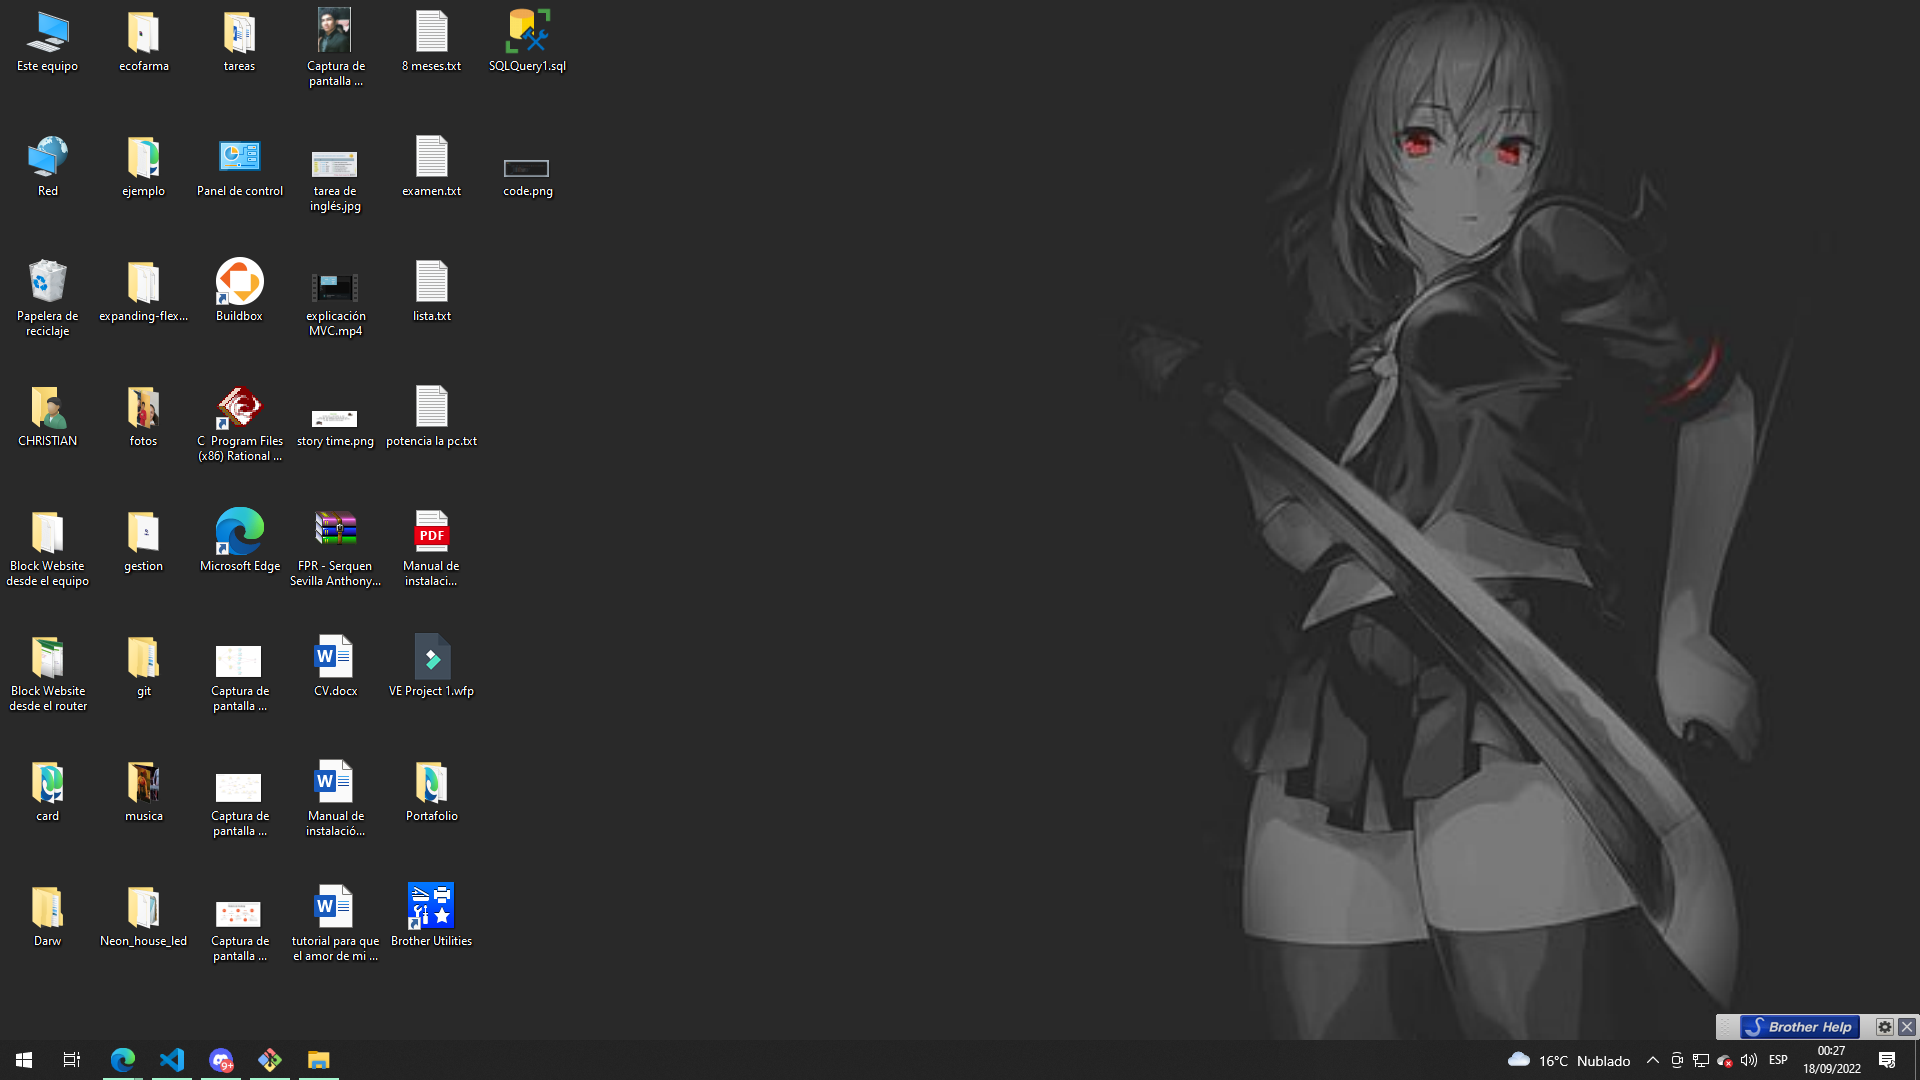 Este equipo
ecofarma
tareas
Captura de
pantalla ...
8 meses.txt
SQLQuery1.sql
Red
ejemplo
Panel de control
tarea de
inglés.jpg
examen.txt
code.png
Papelera de
reciclaje
expanding-flex...
Buildbox
explicación
MVC.mp4
lista.txt
CHRISTIAN
fotos
C  Program Files
(x86) Rational ...
story time.png
potencia la pc.txt
Block Website
desde el equipo
gestion
Microsoft Edge
FPR - Serquen
Sevilla Anthony...
PDF
Manual de
instalaci...
Block Website
desde el router
git
Captura de
pantalla ...
W
CV.docx
VE Project 1.wfp
card
musica
Captura de
pantalla ...
W
Manual de
instalació...
Portafolio
Darw
Neon_house_led
Captura de
pantalla ...
W
tutorial para que
el amor de mi ...
Brother Utilities
Brother Help
9+
16°C Nublado
ESP
00:27
18/09/2022